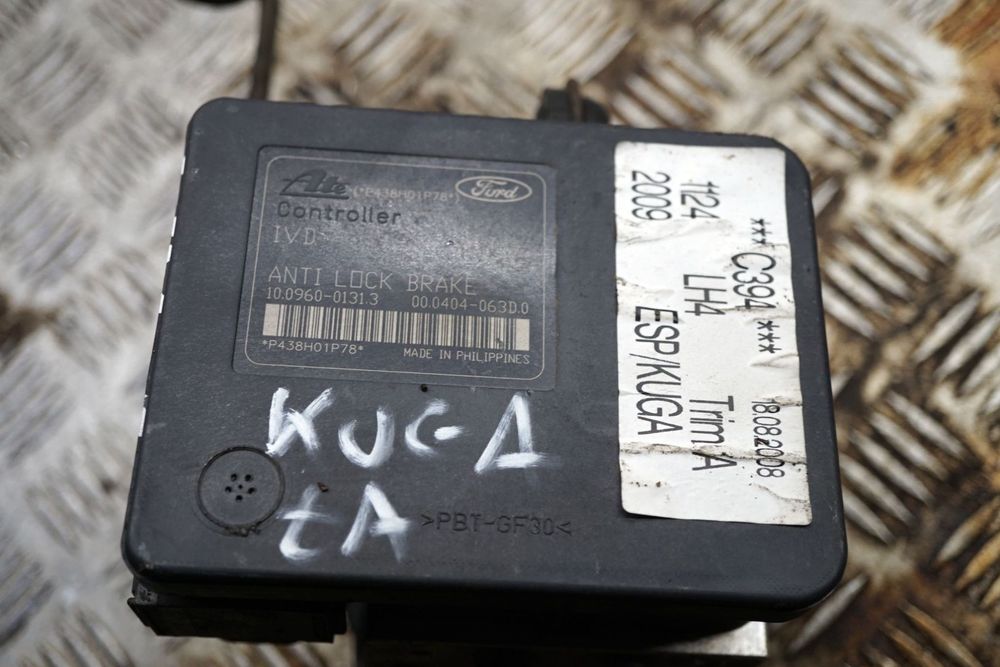 Ate (*P438H01P78*) Ford
Controller
IVD
ANTI LOCK BRAKE
10.0960-0131.3 00.0404-063D.0
*P438H01P78*
MADE IN PHILIPPINES
KUGA
tA
>PBT-GF30<
*** C394 *** 18.08.2008
1124 LH4 Trim A
2009 ESP/KUGA